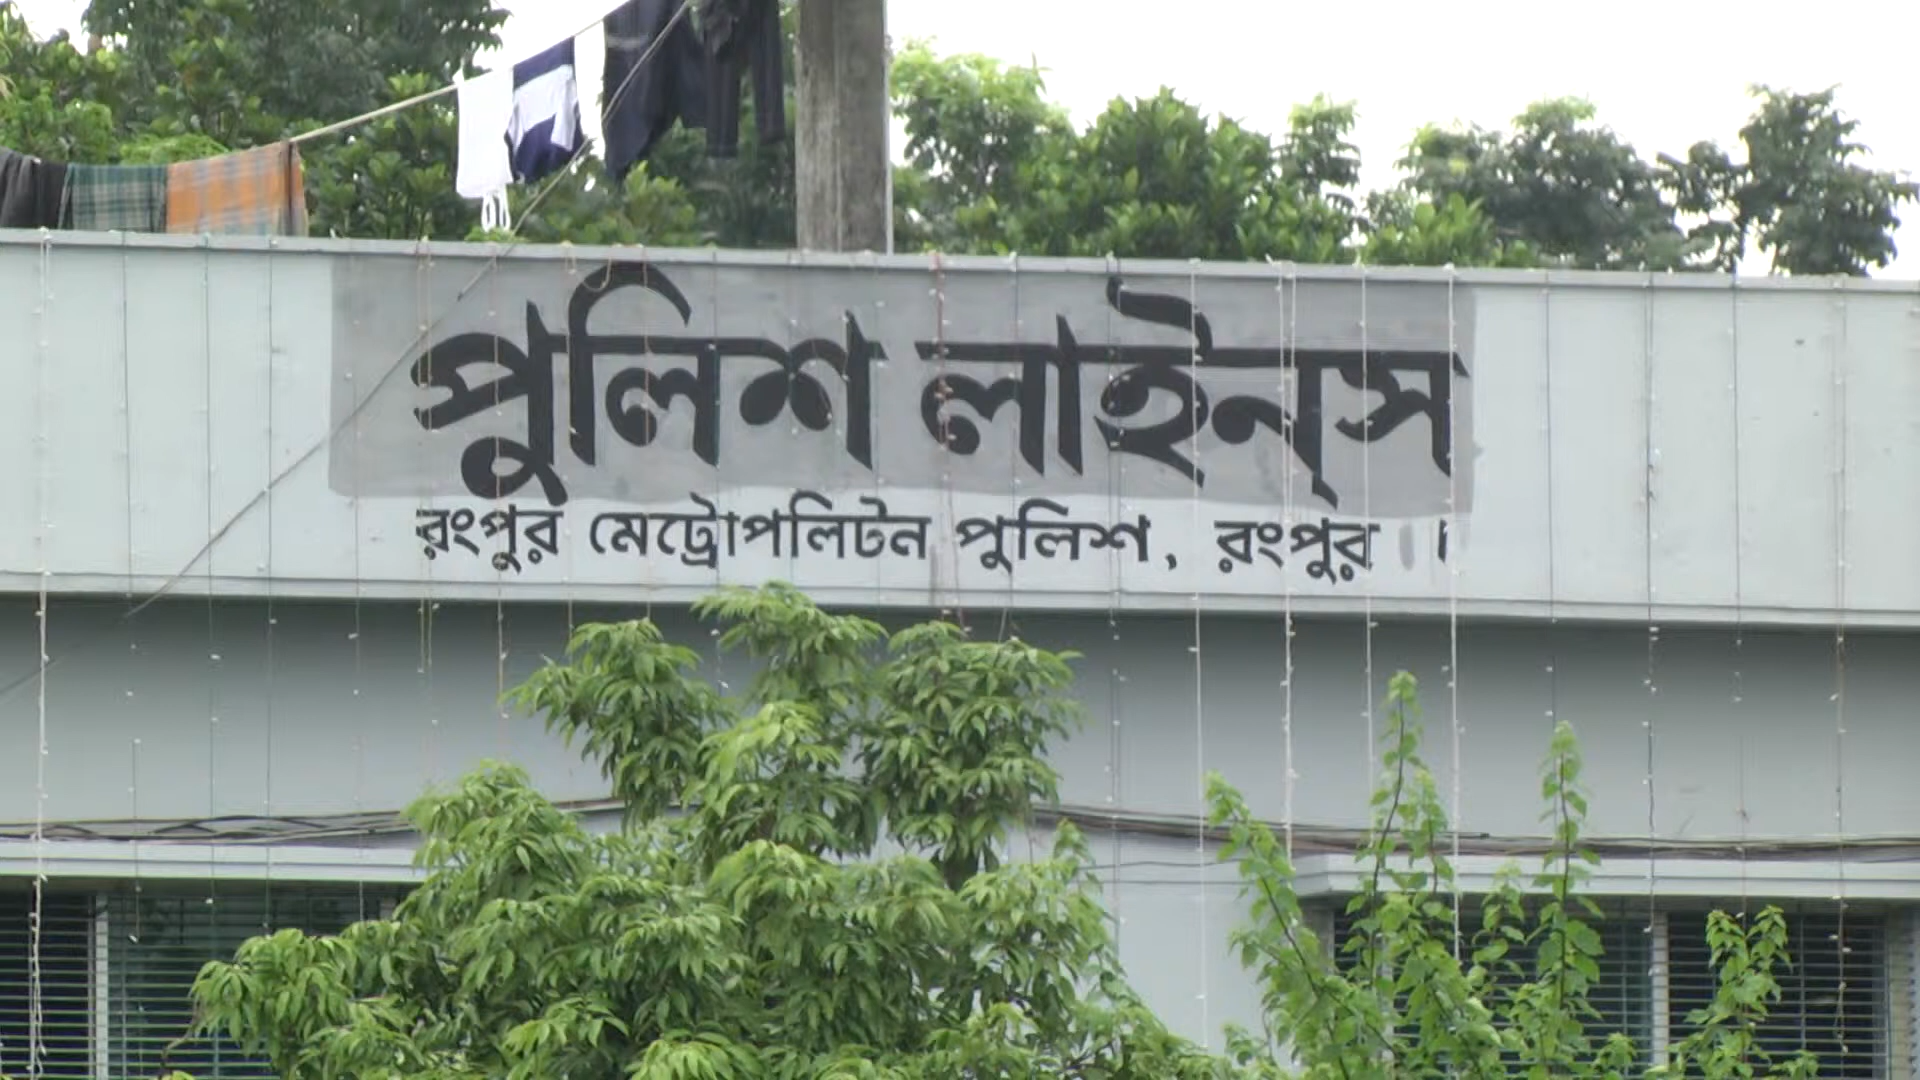 পুলিশ লাইন্স
রংপুর মেট্রোপলিটন পুলিশ, রংপুর ।